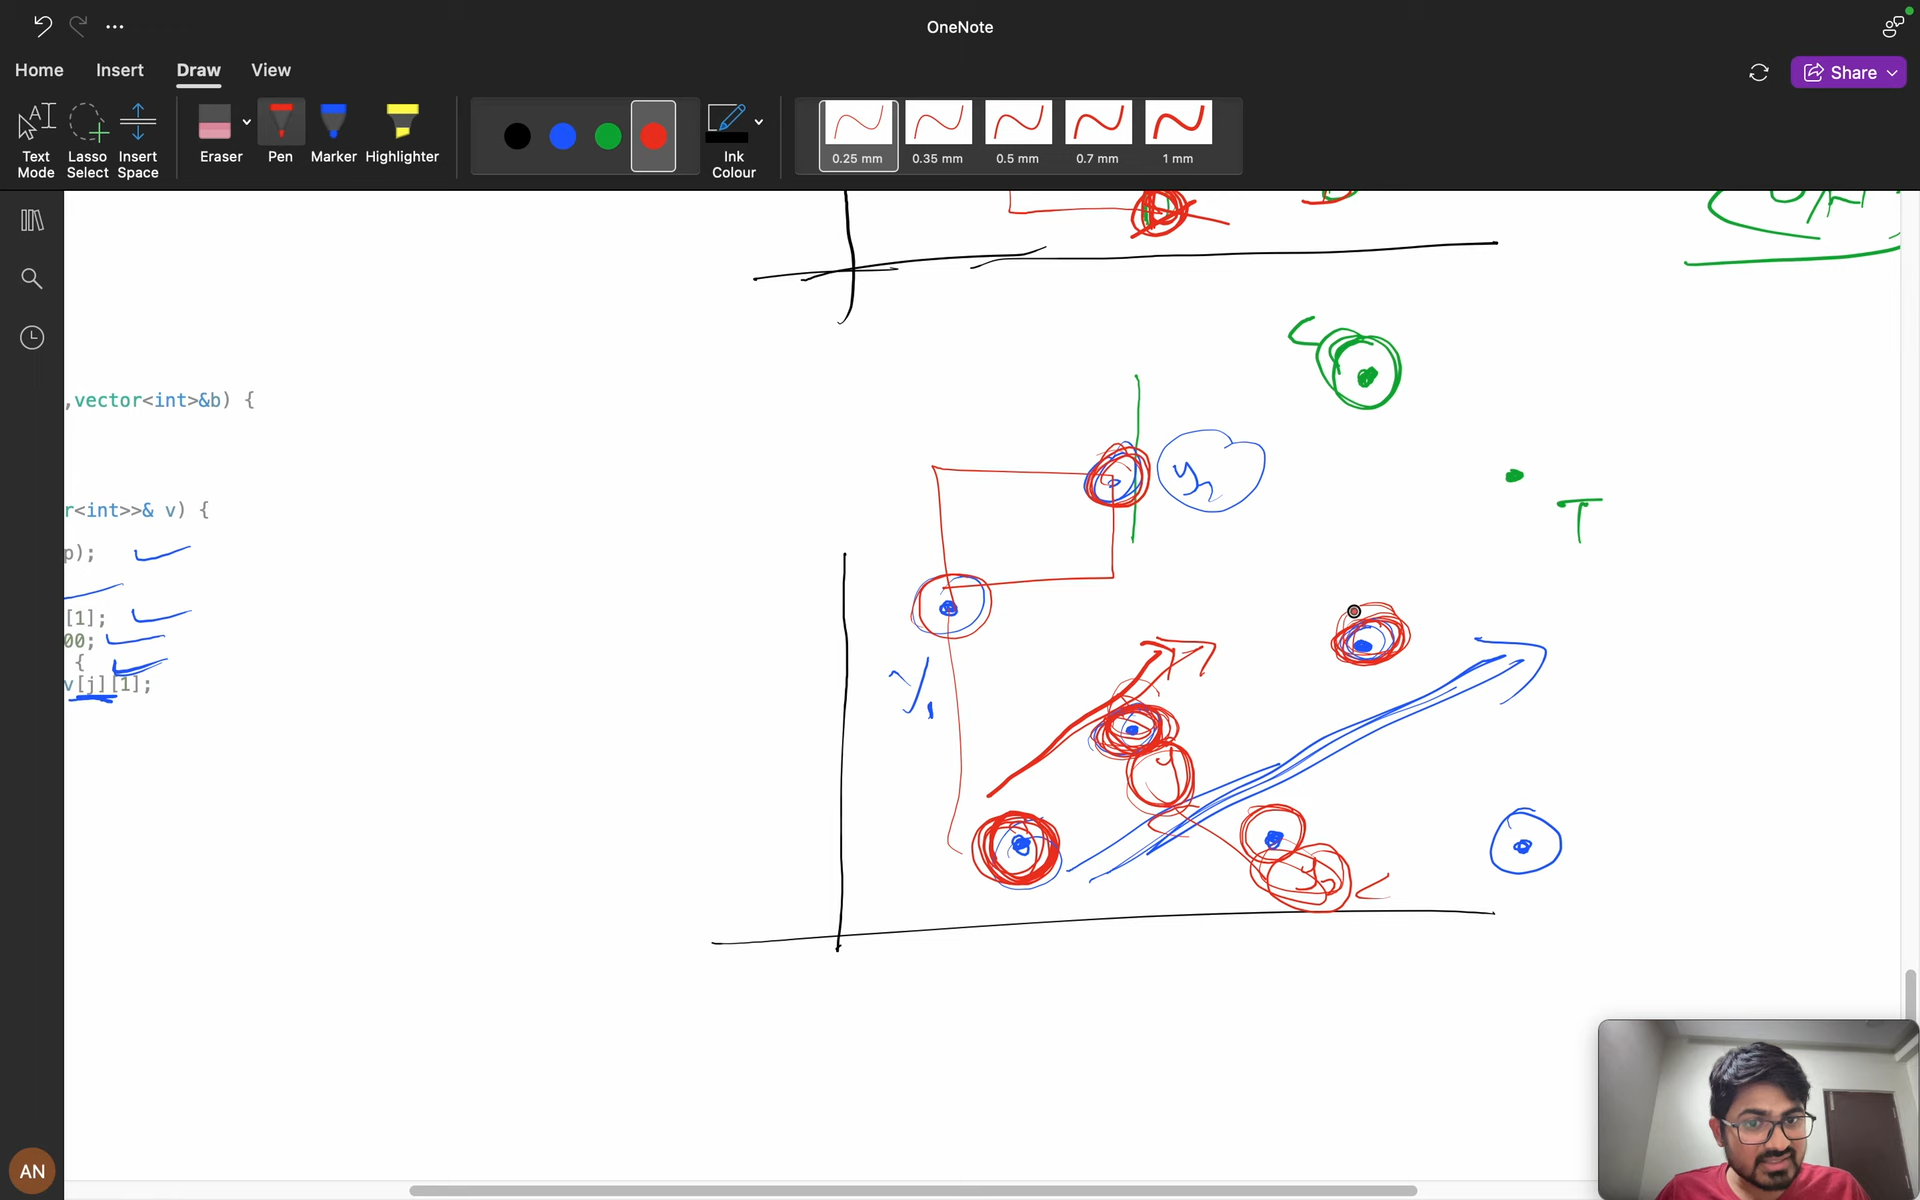 OneNote
Home Insert Draw View
Share
Text Mode
Lasso Select
Insert Space
Eraser
Pen
Marker
Highlighter
Ink Colour
0.25 mm
0.35 mm
0.5 mm
0.7 mm
1 mm
,vector<int>&b) {
r<int>>& v) {
p);
[1];
00;
{
v[j][1];
y2
T
y1
AN